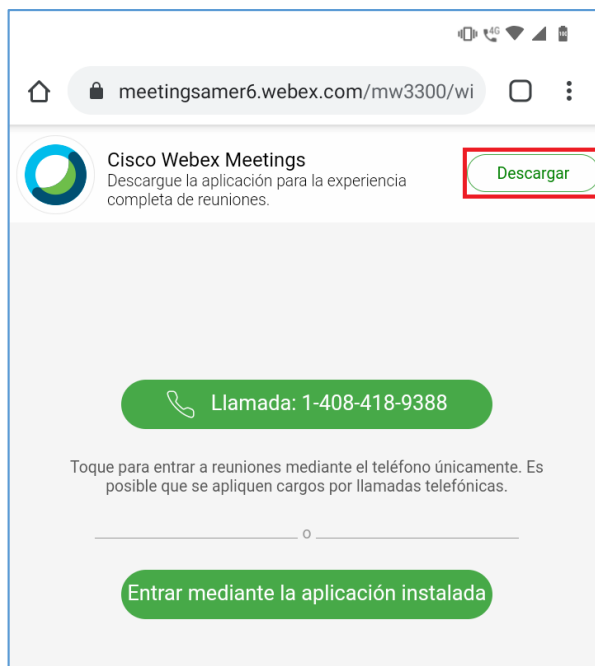 4G
meetingsamer6.webex.com/mw3300/wi
Cisco Webex Meetings
Descargue la aplicación para la experiencia
completa de reuniones.
Descargar
Llamada: 1-408-418-9388
Toque para entrar a reuniones mediante el teléfono únicamente. Es
posible que se apliquen cargos por llamadas telefónicas.
o
Entrar mediante la aplicación instalada